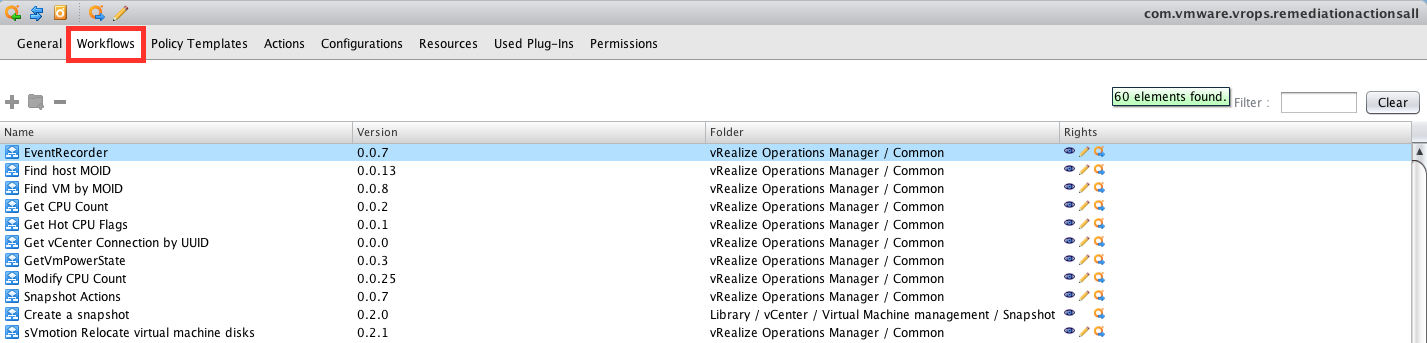 com.vmware.vrops.remediationactionsall
General Workflows Policy Templates Actions Configurations Resources Used Plug-Ins Permissions
60 elements found. Filter : Clear
Name Version Folder Rights
EventRecorder 0.0.7 vRealize Operations Manager / Common
Find host MOID 0.0.13 vRealize Operations Manager / Common
Find VM by MOID 0.0.8 vRealize Operations Manager / Common
Get CPU Count 0.0.2 vRealize Operations Manager / Common
Get Hot CPU Flags 0.0.1 vRealize Operations Manager / Common
Get vCenter Connection by UUID 0.0.0 vRealize Operations Manager / Common
GetVmPowerState 0.0.3 vRealize Operations Manager / Common
Modify CPU Count 0.0.25 vRealize Operations Manager / Common
Snapshot Actions 0.0.7 vRealize Operations Manager / Common
Create a snapshot 0.2.0 Library / vCenter / Virtual Machine management / Snapshot
sVmotion Relocate virtual machine disks 0.2.1 vRealize Operations Manager / Common